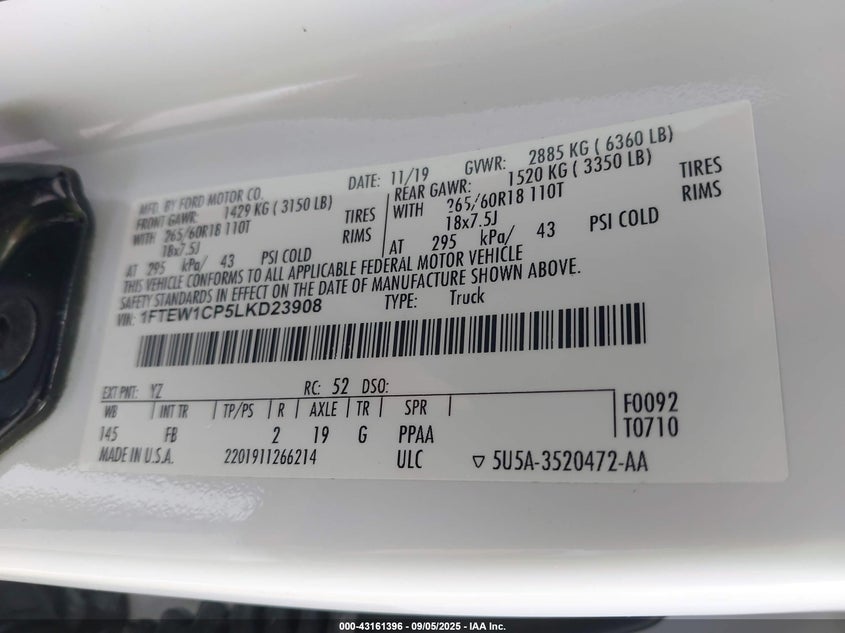 MFD. BY FORD MOTOR CO. DATE: 11/19 GVWR: 2885 KG ( 6360 LB)
FRONT GAWR: 1429 KG ( 3150 LB) REAR GAWR: 1520 KG ( 3350 LB)
WITH 265/60R18 110T TIRES WITH 265/60R18 110T TIRES
18x7.5J RIMS 18x7.5J RIMS
AT 295 kPa/ 43 PSI COLD AT 295 kPa/ 43 PSI COLD
THIS VEHICLE CONFORMS TO ALL APPLICABLE FEDERAL MOTOR VEHICLE
SAFETY STANDARDS IN EFFECT ON THE DATE OF MANUFACTURE SHOWN ABOVE.
VIN: 1FTEW1CP5LKD23908 TYPE: Truck
EXT PNT: YZ RC: 52 DSO:
WB INT TR TP/PS R AXLE TR SPR F0092
145 FB 2 19 G PPAA T0710
MADE IN U.S.A. 2201911266214 ULC ▽ 5U5A-3520472-AA
000-43161396 - 09/05/2025 - IAA Inc.